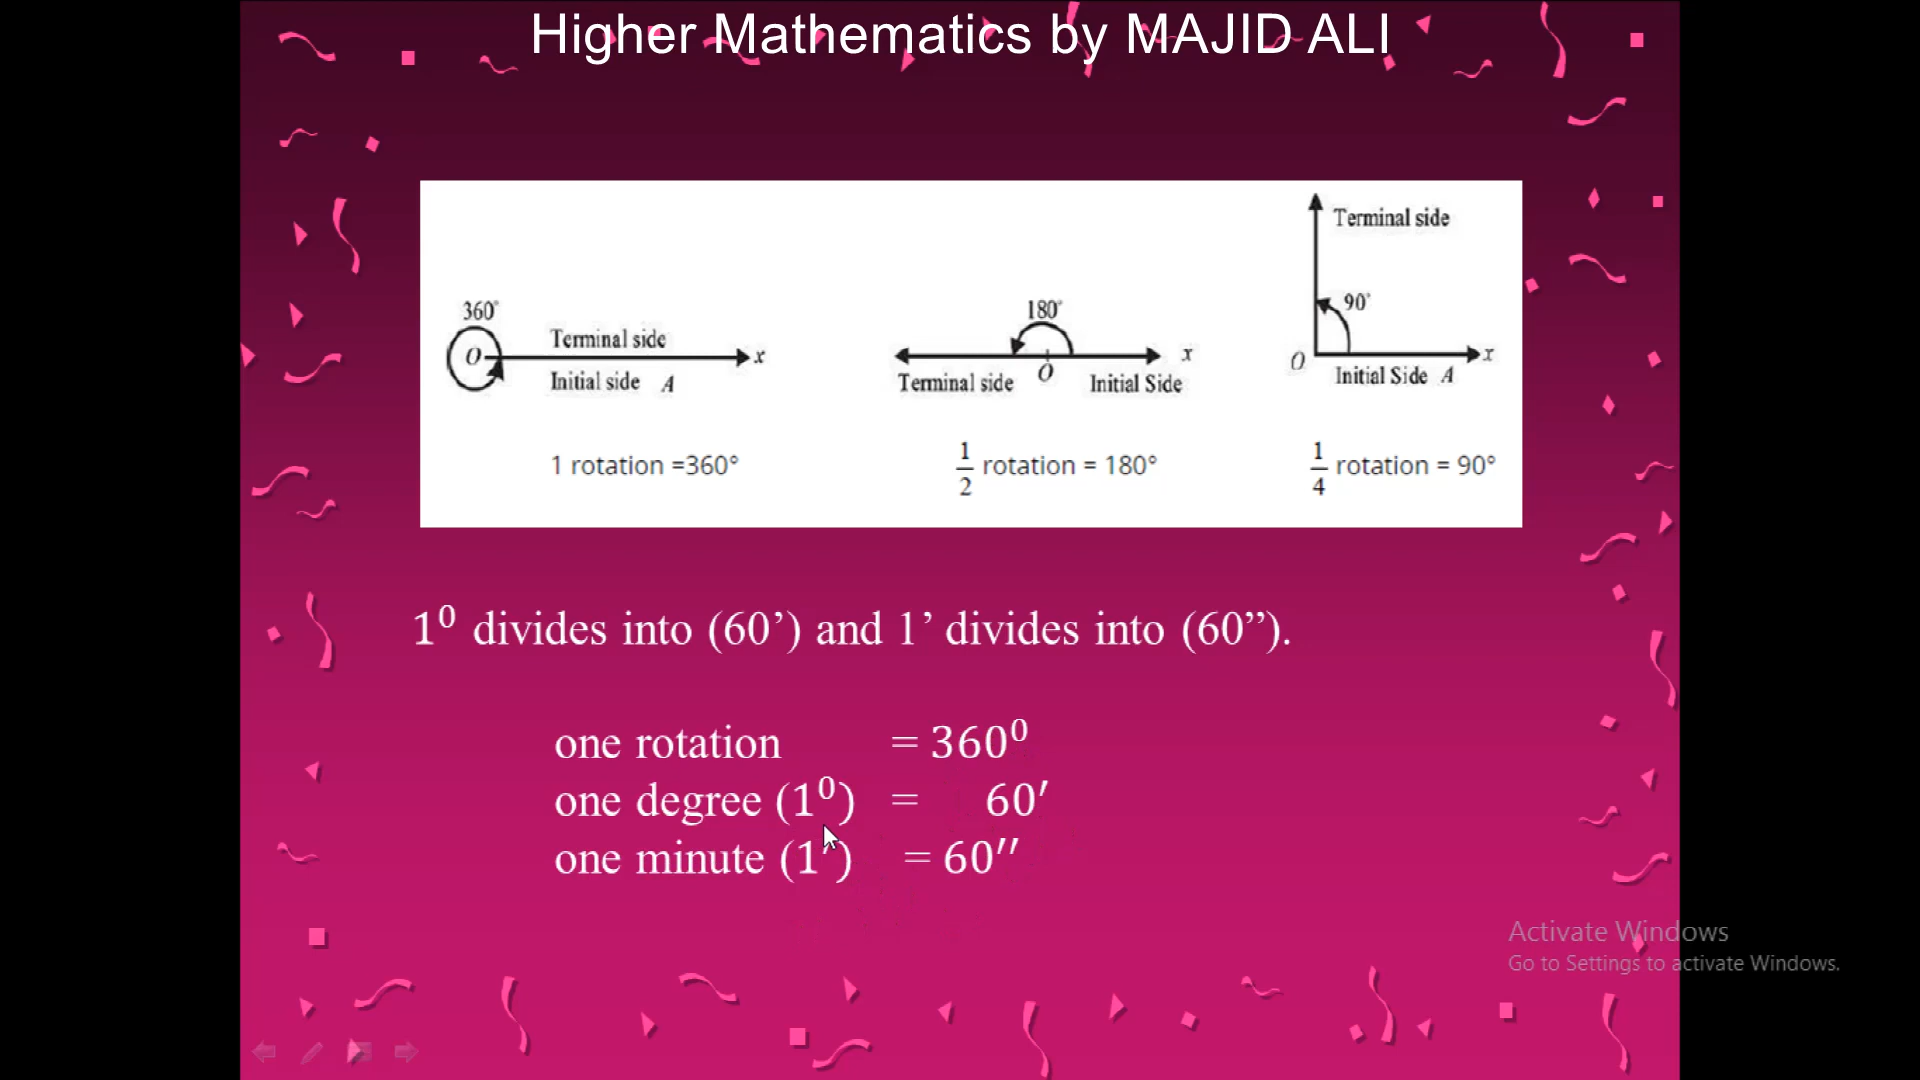 Higher Mathematics by MAJID ALI
360°
O
Terminal side
x
Initial side A
1 rotation =360°
180°
x
Terminal side O Initial Side
1/2 rotation = 180°
Terminal side
90°
O
x
Initial Side A
1/4 rotation = 90°
1⁰ divides into (60’) and 1’ divides into (60”).
one rotation = 360⁰
one degree (1⁰) = 60′
one minute (1′) = 60′′
Activate Windows
Go to Settings to activate Windows.